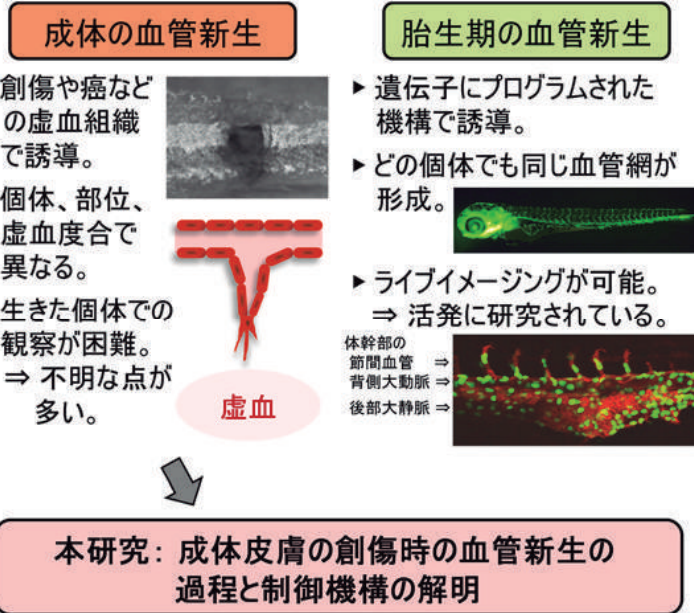 成体の血管新生
創傷や癌など
の虚血組織
で誘導。
個体、部位、
虚血度合で
異なる。
生きた個体での
観察が困難。
⇒ 不明な点が
多い。
虚血
胎生期の血管新生
▶ 遺伝子にプログラムされた
機構で誘導。
▶ どの個体でも同じ血管網が
形成。
▶ ライブイメージングが可能。
⇒ 活発に研究されている。
体幹部の
節間血管 ⇒
背側大動脈 ⇒
後部大静脈 ⇒
本研究: 成体皮膚の創傷時の血管新生の
過程と制御機構の解明